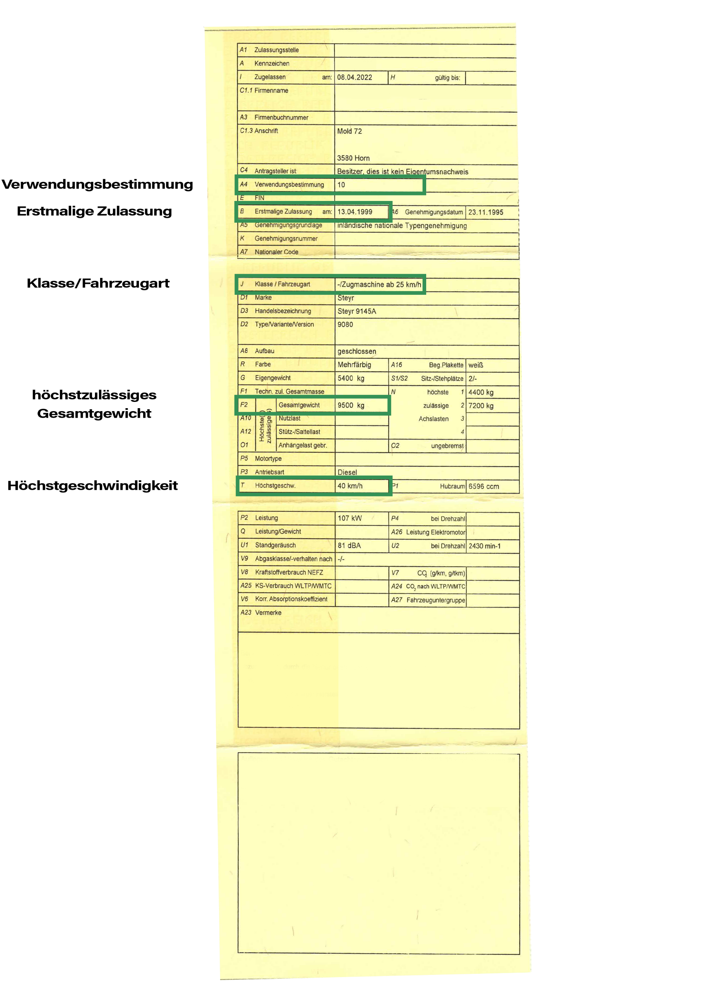 A1 Zulassungsstelle
A Kennzeichen
I Zugelassen am: 08.04.2022 H gültig bis:
C1.1 Firmenname
A3 Firmenbuchnummer
C1.3 Anschrift Mold 72
3580 Horn
C4 Antragsteller ist: Besitzer, dies ist kein Eigentumsnachweis
Verwendungsbestimmung
A4 Verwendungsbestimmung 10
E FIN
Erstmalige Zulassung
B Erstmalige Zulassung am: 13.04.1999 A6 Genehmigungsdatum 23.11.1995
A5 Genehmigungsgrundlage inländische nationale Typengenehmigung
K Genehmigungsnummer
A7 Nationaler Code
Klasse/Fahrzeugart
J Klasse / Fahrzeugart -/Zugmaschine ab 25 km/h
D1 Marke Steyr
D3 Handelsbezeichnung Steyr 9145A
D2 Type/Variante/Version 9080
A8 Aufbau geschlossen
R Farbe Mehrfärbig A16 Beg.Plakette weiß
G Eigengewicht 5400 kg S1/S2 Sitz-/Stehplätze 2/-
höchstzulässiges
Gesamtgewicht
F1 Techn. zul. Gesamtmasse N höchste 1 4400 kg
F2 Gesamtgewicht 9500 kg zulässige 2 7200 kg
A10 Nutzlast Achslasten 3
A12 Stütz-/Sattellast 4
O1 Anhängelast gebr. O2 ungebremst
P5 Motortype
P3 Antriebsart Diesel
Höchstgeschwindigkeit
T Höchstgeschw. 40 km/h P1 Hubraum 6596 ccm
P2 Leistung 107 kW P4 bei Drehzahl
Q Leistung/Gewicht A26 Leistung Elektromotor
U1 Standgeräusch 81 dBA U2 bei Drehzahl 2430 min-1
V9 Abgasklasse/-verhalten nach -/-
V8 Kraftstoffverbrauch NEFZ V7 CO2 (g/km, g/tkm)
A25 KS-Verbrauch WLTP/WMTC A24 CO2 nach WLTP/WMTC
V6 Korr. Absorptionskoeffizient A27 Fahrzeuguntergruppe
A23 Vermerke